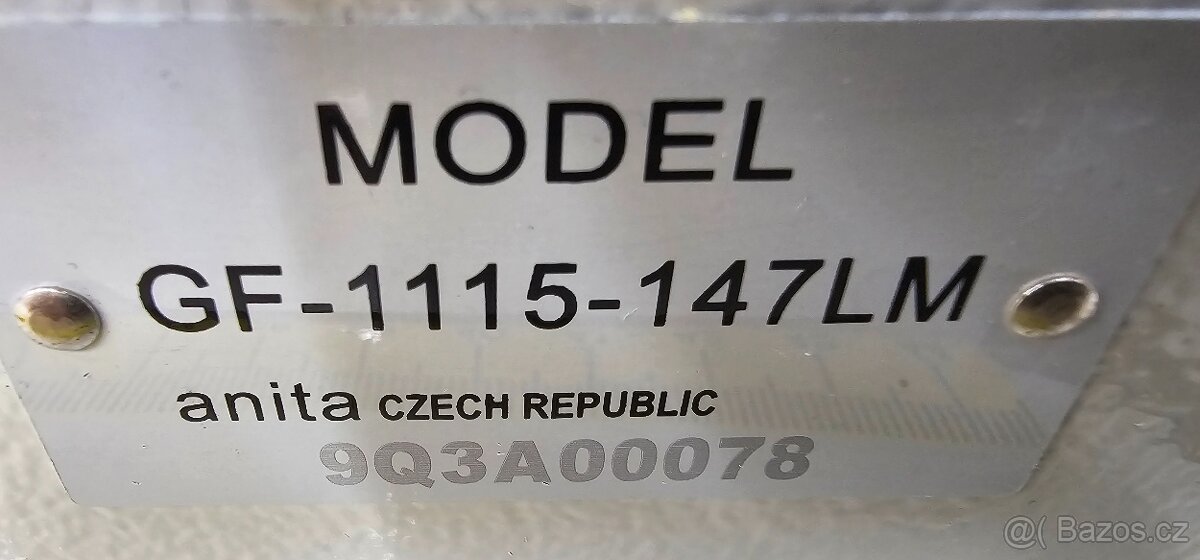 MODEL
GF-1115-147LM
anita CZECH REPUBLIC
9Q3A00078
@( Bazos.cz